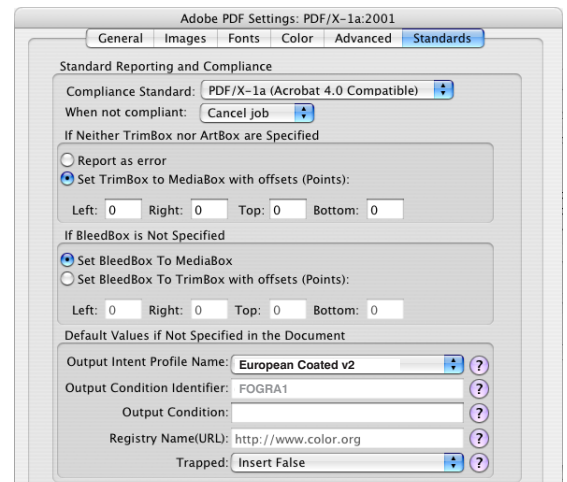 Adobe PDF Settings: PDF/X-1a:2001
General Images Fonts Color Advanced Standards
Standard Reporting and Compliance
Compliance Standard: PDF/X-1a (Acrobat 4.0 Compatible)
When not compliant: Cancel job
If Neither TrimBox nor ArtBox are Specified
Report as error
Set TrimBox to MediaBox with offsets (Points):
Left: 0 Right: 0 Top: 0 Bottom: 0
If BleedBox is Not Specified
Set BleedBox To MediaBox
Set BleedBox To TrimBox with offsets (Points):
Left: 0 Right: 0 Top: 0 Bottom: 0
Default Values if Not Specified in the Document
Output Intent Profile Name: European Coated v2 ?
Output Condition Identifier: FOGRA1 ?
Output Condition: ?
Registry Name(URL): http://www.color.org ?
Trapped: Insert False ?